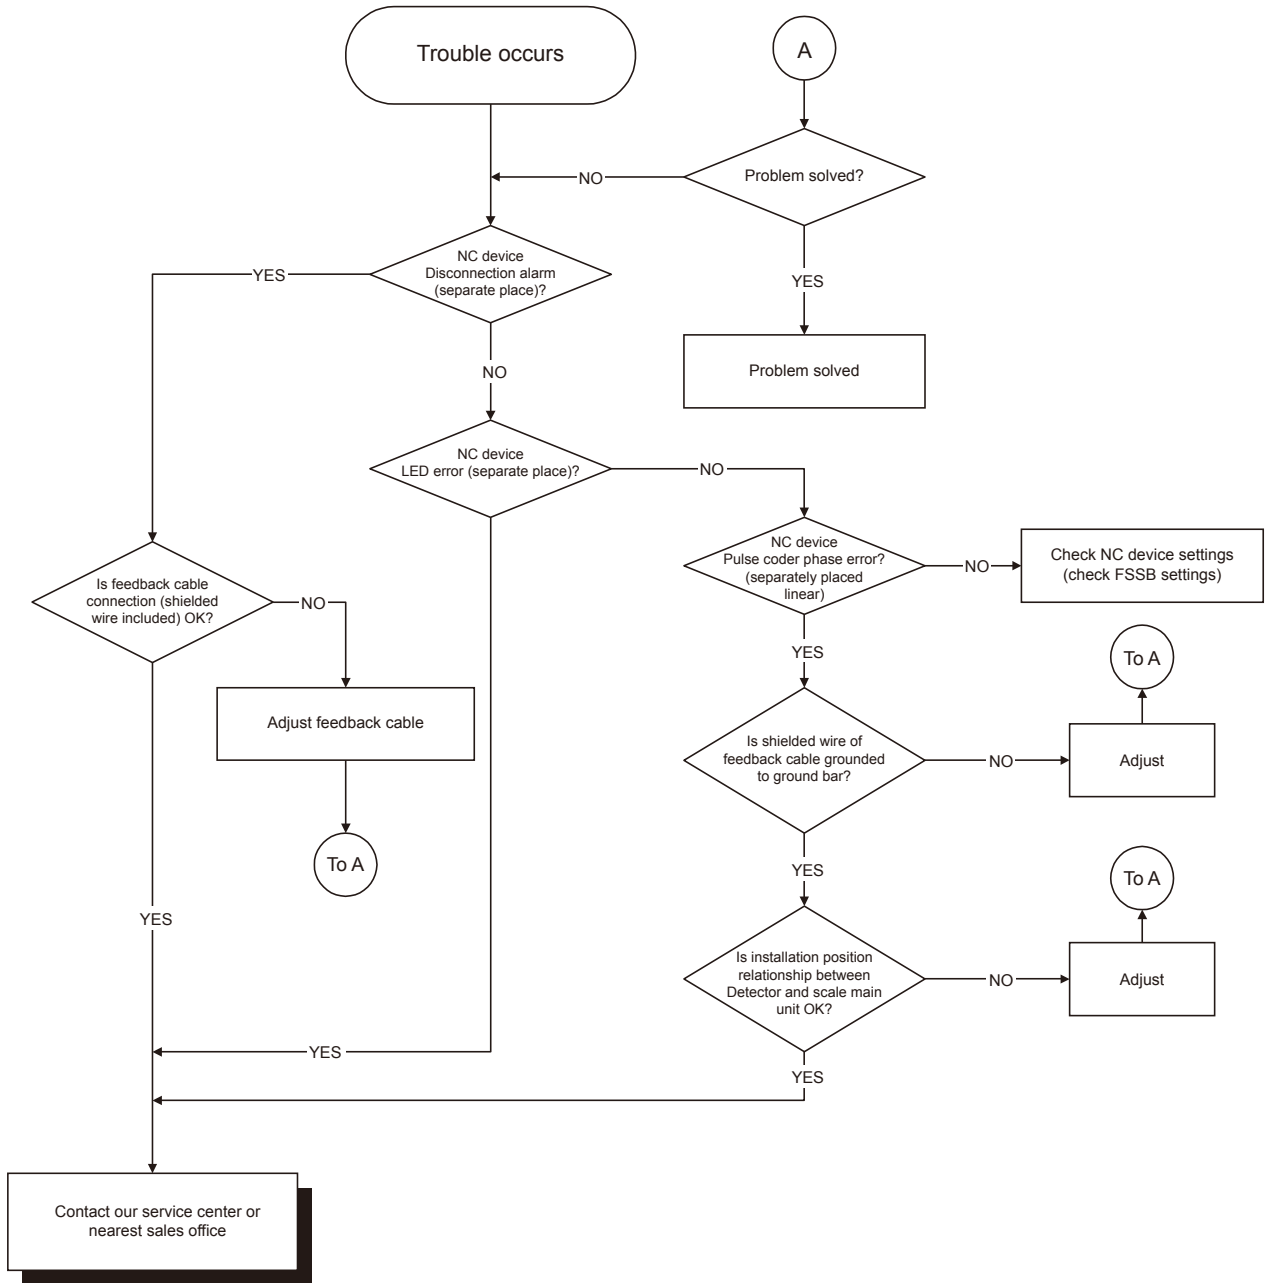 Trouble occurs
A
Problem solved?
NO
NC device
Disconnection alarm
(separate place)?
YES
YES
NO
Problem solved
NC device
LED error (separate place)?
NO
NC device
Pulse coder phase error?
(separately placed
linear)
NO
Check NC device settings
(check FSSB settings)
Is feedback cable
connection (shielded
wire included) OK?
NO
YES
To A
Adjust feedback cable
Is shielded wire of
feedback cable grounded
to ground bar?
NO
Adjust
To A
YES
To A
YES
Is installation position
relationship between
Detector and scale main
unit OK?
NO
Adjust
YES
YES
Contact our service center or
nearest sales office